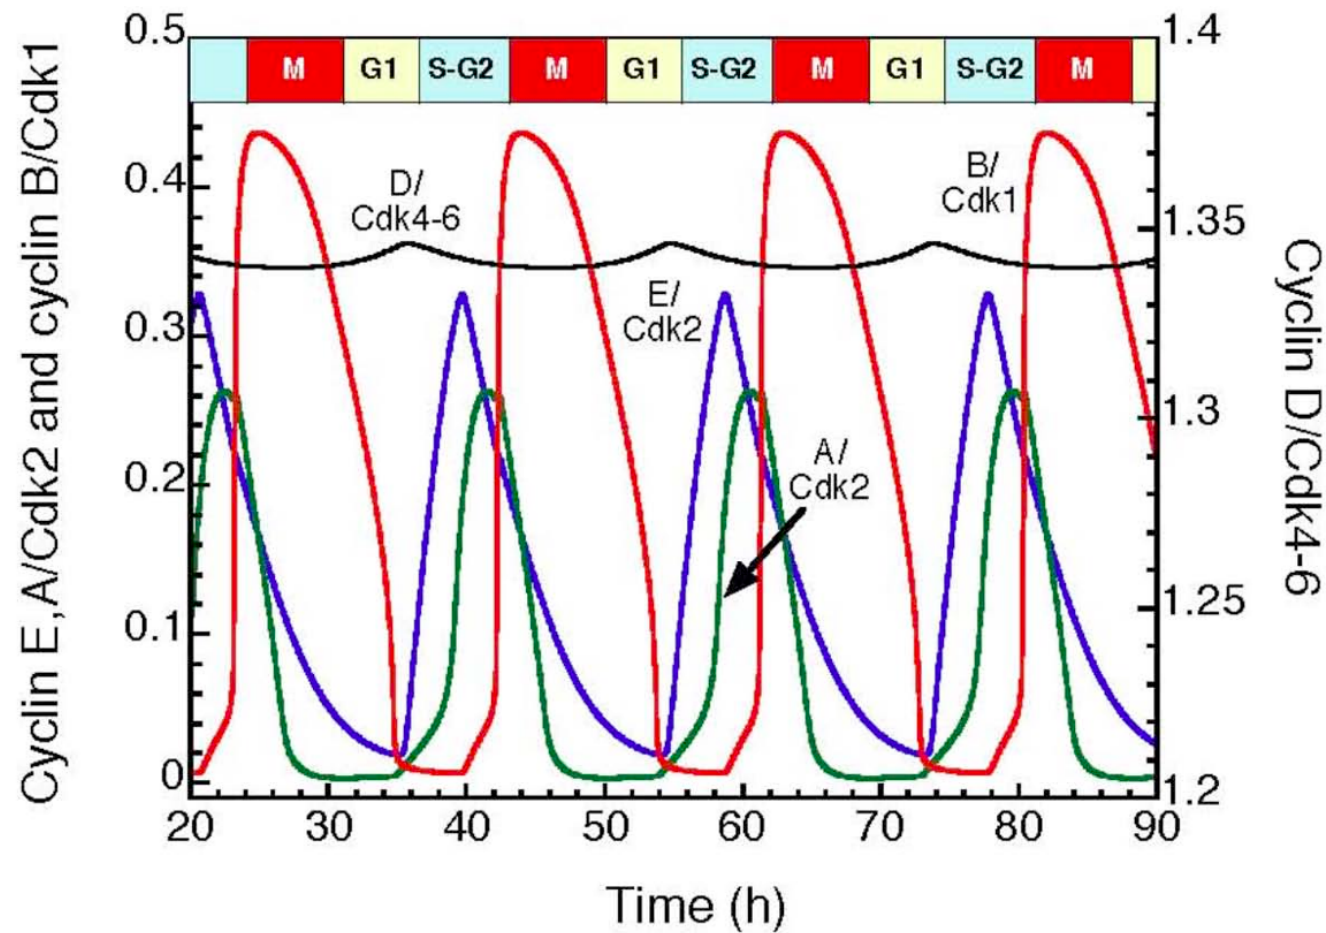 Cyclin E, A/Cdk2 and cyclin B/Cdk1
0.5
0.4
0.3
0.2
0.1
0
M
G1
S-G2
M
G1
S-G2
M
G1
S-G2
M
D/
Cdk4-6
B/
Cdk1
E/
Cdk2
A/
Cdk2
1.4
1.35
1.3
1.25
1.2
Cyclin D/Cdk4-6
20
30
40
50
60
70
80
90
Time (h)